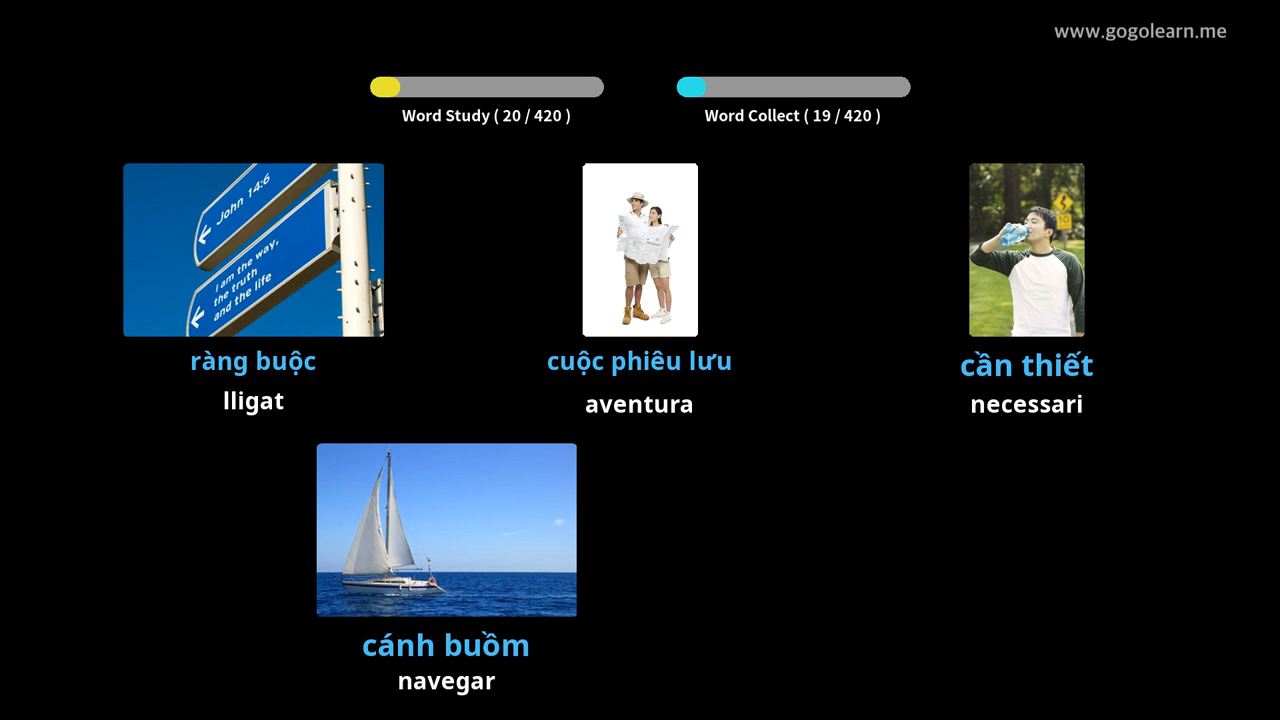 www.gogolearn.me
Word Study ( 20 / 420 )
Word Collect ( 19 / 420 )
John 14:6
I am the way,
the truth
and the life
ràng buộc
cuộc phiêu lưu
cần thiết
lligat
aventura
necessari
cánh buồm
navegar